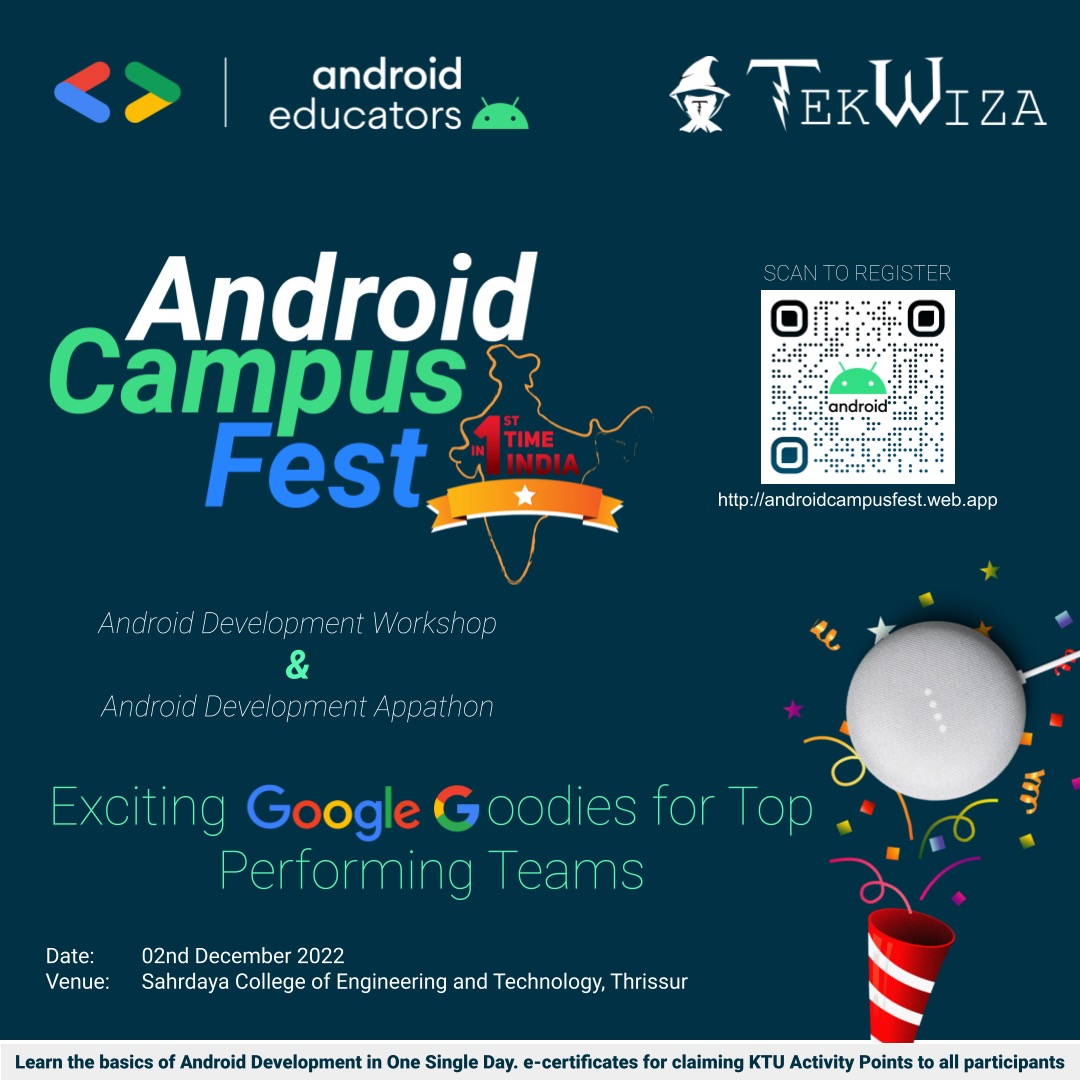 android
educators
TEKWIZA
T
Android
Campus
Fest
IN 1ST TIME
INDIA
SCAN TO REGISTER
android
http://androidcampusfest.web.app
Android Development Workshop
&
Android Development Appathon
Exciting Google Goodies for Top
Performing Teams
Date: 02nd December 2022
Venue: Sahrdaya College of Engineering and Technology, Thrissur
Learn the basics of Android Development in One Single Day. e-certificates for claiming KTU Activity Points to all participants